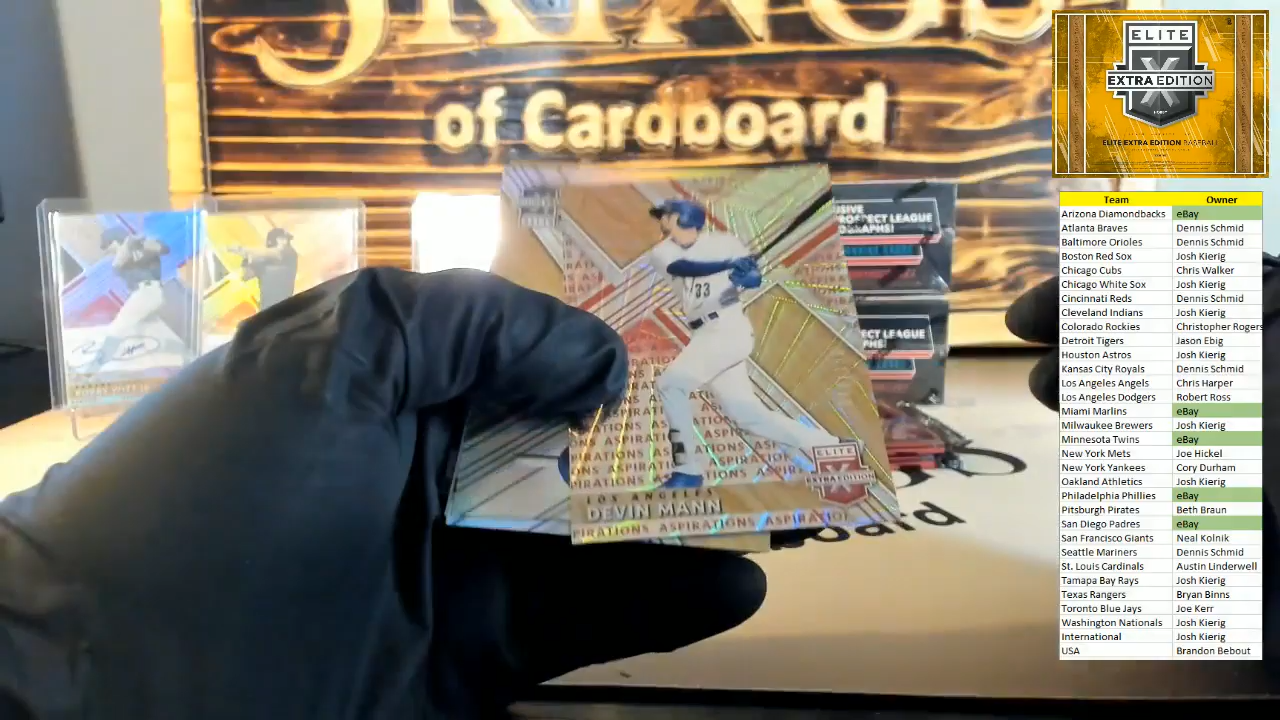 of Cardboard
33
LOS ANGELES
DEVIN MANN
PIRATIONS ASPIRATIONS ASPIRATIO
ELITE
EXTRA EDITION
ELITE
EXTRA EDITION
ELITE EXTRA EDITION BASEBALL
Team Owner
Arizona Diamondbacks eBay
Atlanta Braves Dennis Schmid
Baltimore Orioles Dennis Schmid
Boston Red Sox Josh Kierig
Chicago Cubs Chris Walker
Chicago White Sox Josh Kierig
Cincinnati Reds Dennis Schmid
Cleveland Indians Josh Kierig
Colorado Rockies Christopher Rogers
Detroit Tigers Jason Ebig
Houston Astros Josh Kierig
Kansas City Royals Dennis Schmid
Los Angeles Angels Chris Harper
Los Angeles Dodgers Robert Ross
Miami Marlins eBay
Milwaukee Brewers Josh Kierig
Minnesota Twins eBay
New York Mets Joe Hickel
New York Yankees Cory Durham
Oakland Athletics Josh Kierig
Philadelphia Phillies eBay
Pitsburgh Pirates Beth Braun
San Diego Padres eBay
San Francisco Giants Neal Kolnik
Seattle Mariners Dennis Schmid
St. Louis Cardinals Austin Linderwell
Tamapa Bay Rays Josh Kierig
Texas Rangers Bryan Binns
Toronto Blue Jays Joe Kerr
Washington Nationals Josh Kierig
International Josh Kierig
USA Brandon Bebout